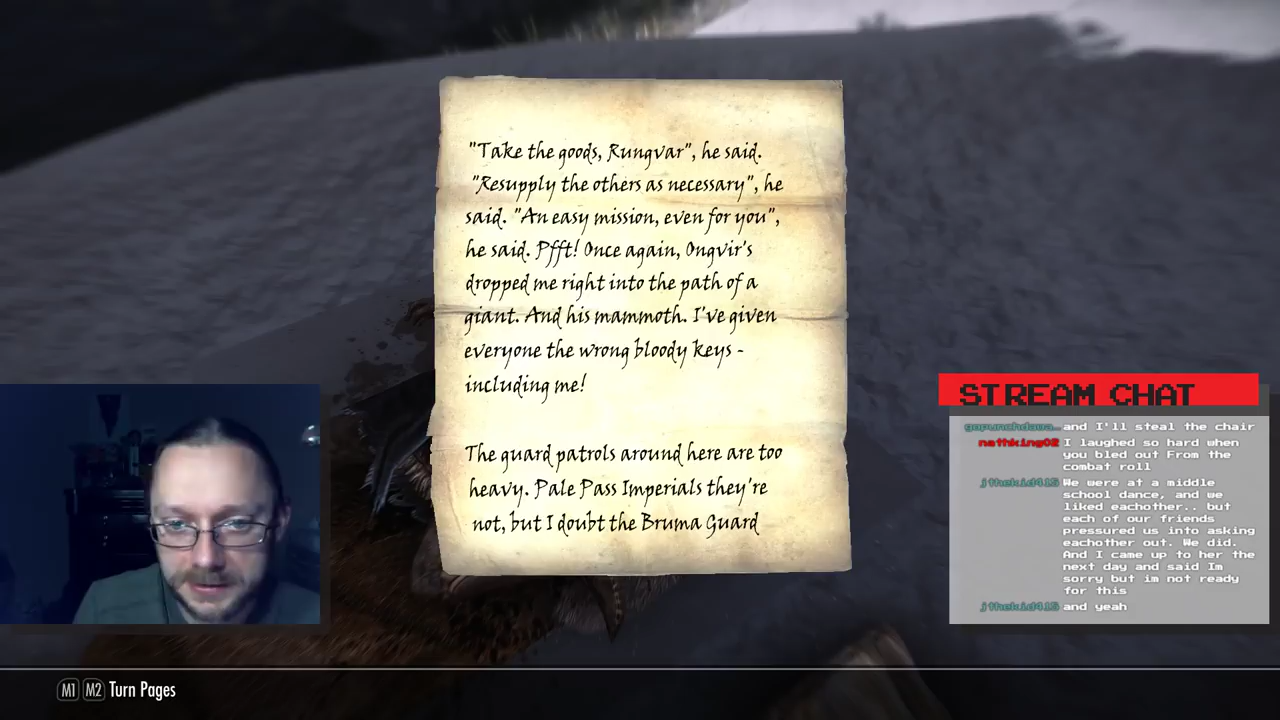 "Take the goods, Rungvar", he said.
"Resupply the others as necessary", he
said. "An easy mission, even for you",
he said. Pfft! Once again, Ongvir's
dropped me right into the path of a
giant. And his mammoth. I've given
everyone the wrong bloody keys -
including me!
The guard patrols around here are too
heavy. Pale Pass Imperials they're
not, but I doubt the Bruma Guard
STREAM CHAT
and I'll steal the chair
nathking02 I laughed so hard when
you bled out From the
combat roll
jthekid415 We were at a middle
school dance, and we
liked eachother.. but
each of our friends
pressured us into asking
eachother out. We did.
And I came up to her the
next day and said Im
sorry but im not ready
for this
jthekid415 and yeah
M1 M2 Turn Pages